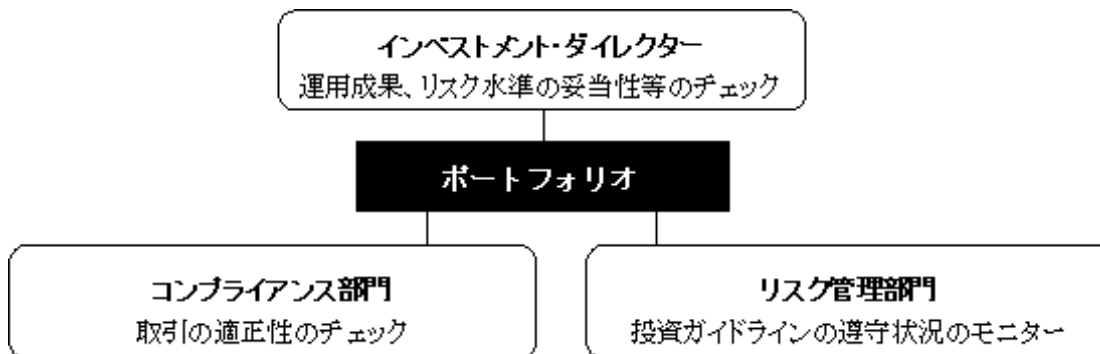 インベストメント・ダイレクター
運用成果、リスク水準の妥当性等のチェック
ポートフォリオ
コンプライアンス部門
取引の適正性のチェック
リスク管理部門
投資ガイドラインの遵守状況のモニター